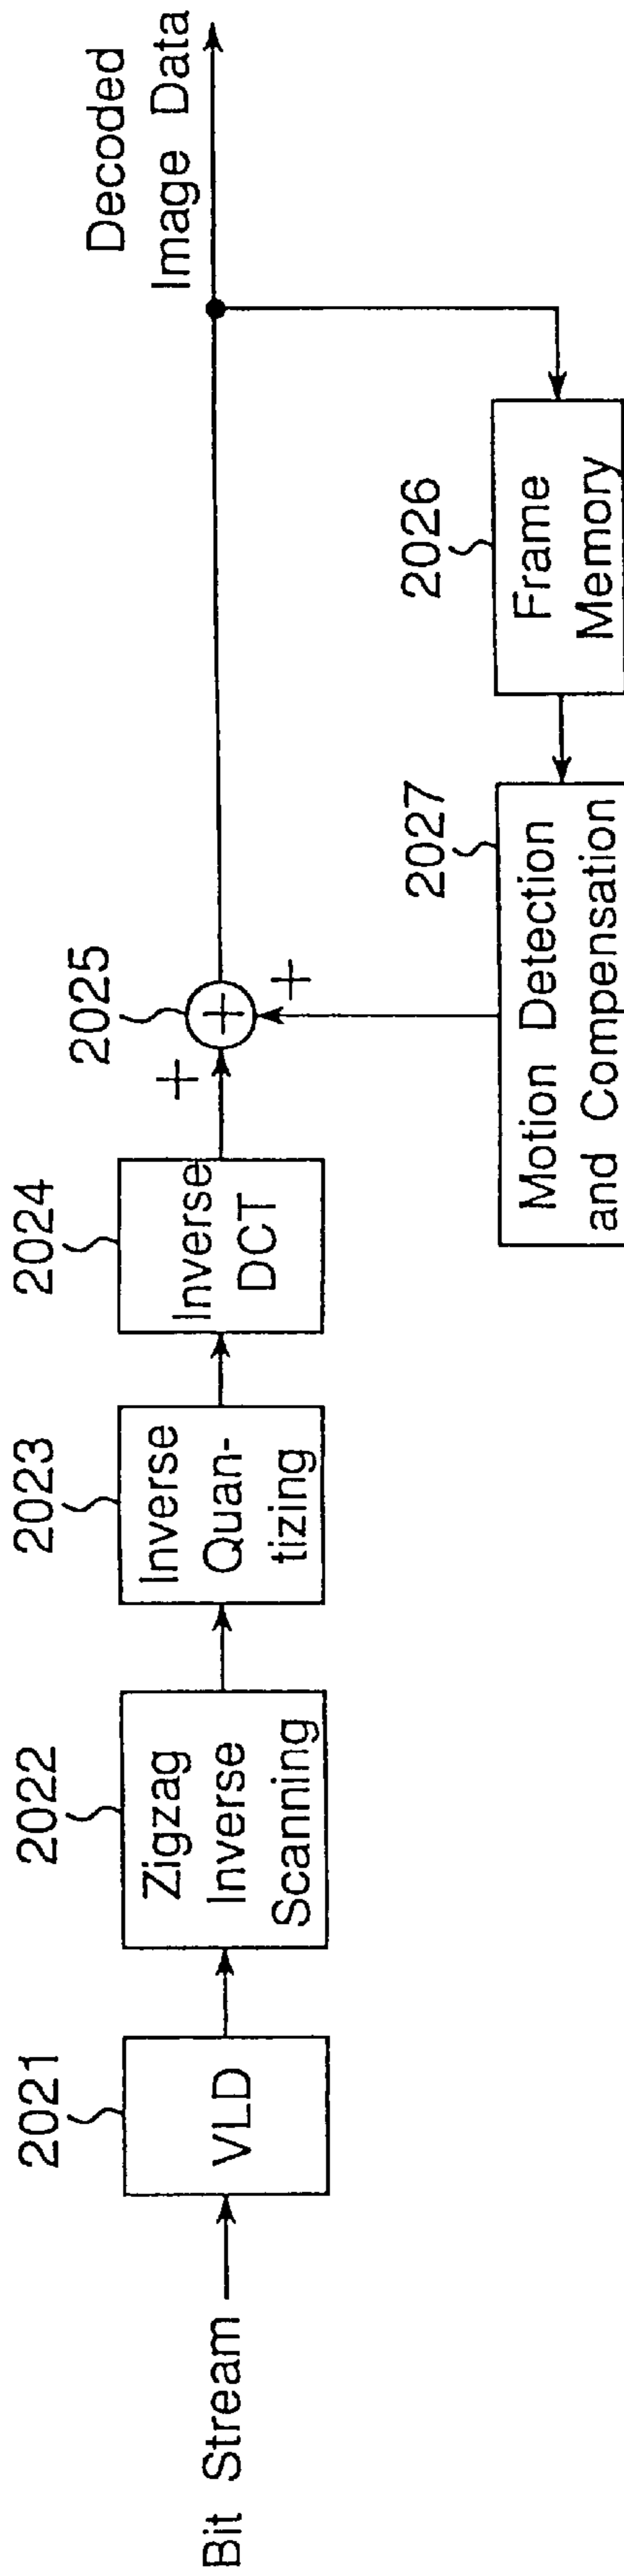 Bit Stream
2021
VLD
2022
Zigzag
Inverse
Scanning
2023
Inverse
Quan-
tizing
2024
Inverse
DCT
2025
+
+
+
Decoded
Image Data
2026
Frame
Memory
2027
Motion Detection
and Compensation